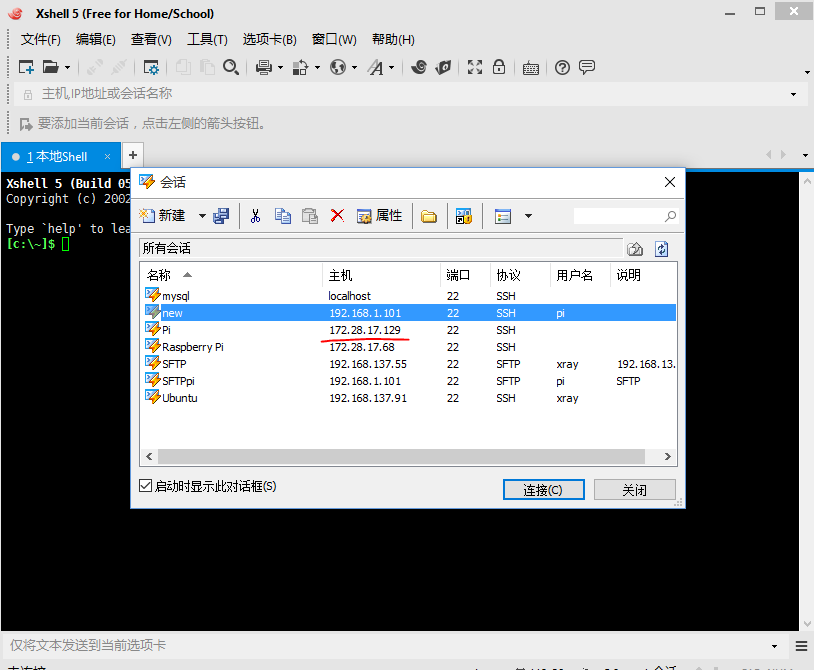 Xshell 5 (Free for Home/School)
文件(F) 编辑(E) 查看(V) 工具(T) 选项卡(B) 窗口(W) 帮助(H)
主机,IP地址或会话名称
要添加当前会话，点击左侧的箭头按钮。
1 本地Shell × +
Xshell 5 (Build 05
Copyright (c) 2002
Type `help' to lea
[c:\~]$
会话
新建 属性
所有会话
名称 主机 端口 协议 用户名 说明
mysql localhost 22 SSH
new 192.168.1.101 22 SSH pi
Pi 172.28.17.129 22 SSH
Raspberry Pi 172.28.17.68 22 SSH
SFTP 192.168.137.55 22 SFTP xray 192.168.13.
SFTPpi 192.168.1.101 22 SFTP pi SFTP
Ubuntu 192.168.137.91 22 SSH xray
启动时显示此对话框(S)
连接(C) 关闭
仅将文本发送到当前选项卡